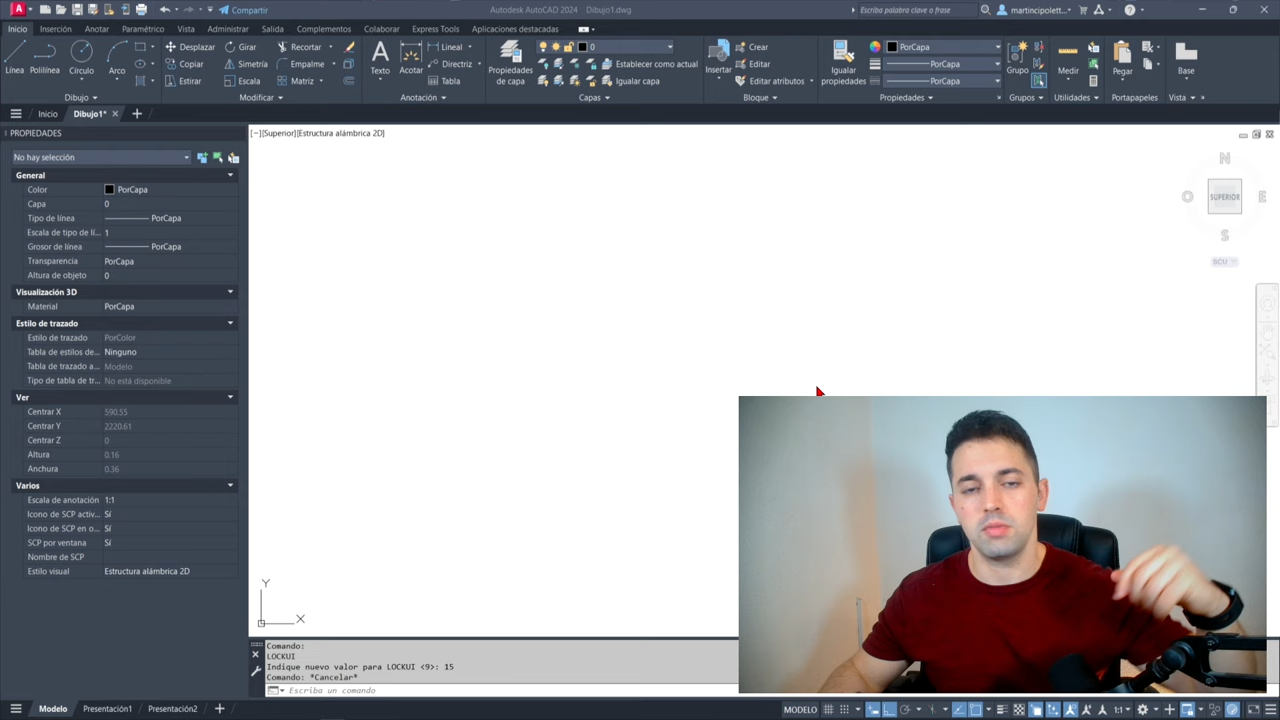 Compartir
Autodesk AutoCAD 2024 Dibujo1.dwg
Escriba palabra clave o frase
martincipolett...
Inicio Inserción Anotar Paramétrico Vista Administrar Salida Complementos Colaborar Express Tools Aplicaciones destacadas
Desplazar Girar Recortar Lineal 0 Crear PorCapa
Línea Polilínea Círculo Arco Copiar Simetría Empalme Texto Acotar Directriz Propiedades de capa Establecer como actual Insertar Editar Igualar propiedades PorCapa Grupo Medir Pegar Base
Estirar Escala Matriz Tabla Igualar capa Editar atributos PorCapa
Dibujo Modificar Anotación Capas Bloque Propiedades Grupos Utilidades Portapapeles Vista
Inicio Dibujo1*
PROPIEDADES
[−][Superior][Estructura alámbrica 2D]
No hay selección
General
Color PorCapa
Capa 0
Tipo de línea PorCapa
Escala de tipo de lí... 1
Grosor de línea PorCapa
Transparencia PorCapa
Altura de objeto 0
Visualización 3D
Material PorCapa
Estilo de trazado
Estilo de trazado PorColor
Tabla de estilos de... Ninguno
Tabla de trazado a... Modelo
Tipo de tabla de tr... No está disponible
Ver
Centrar X 590.55
Centrar Y 2220.61
Centrar Z 0
Altura 0.16
Anchura 0.36
Varios
Escala de anotación 1:1
Icono de SCP activ... Sí
Icono de SCP en o... Sí
SCP por ventana Sí
Nombre de SCP
Estilo visual Estructura alámbrica 2D
N
O SUPERIOR E
S
SCU
Y
X
Comando:
LOCKUI
Indique nuevo valor para LOCKUI <9>: 15
Comando: *Cancelar*
Escriba un comando
Modelo Presentación1 Presentación2
MODELO 1:1